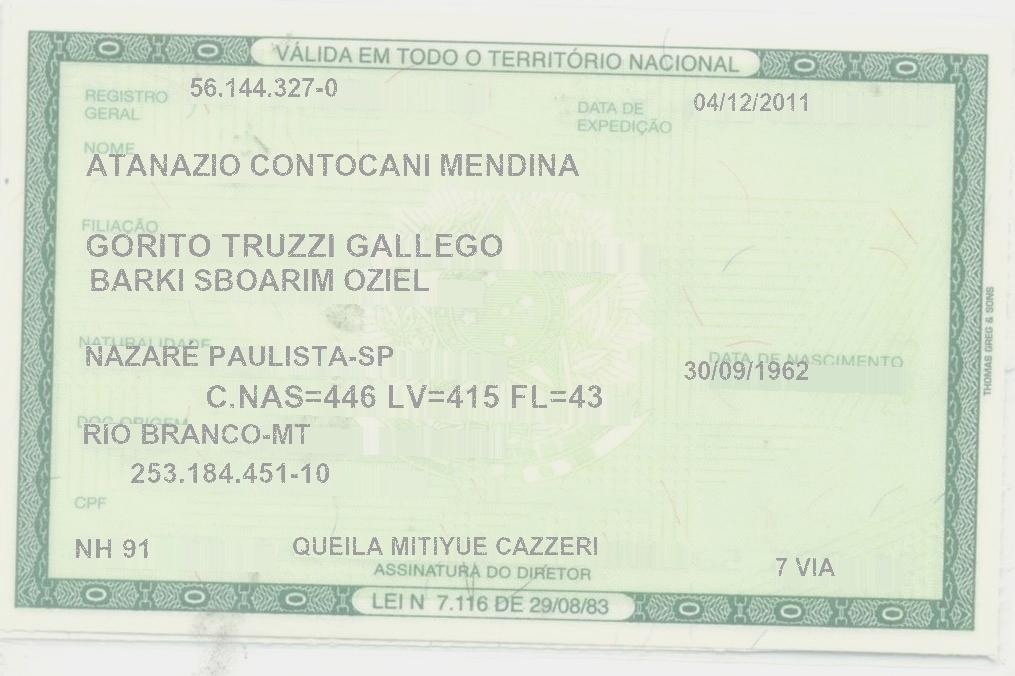 VÁLIDA EM TODO O TERRITÓRIO NACIONAL
REGISTRO GERAL 56.144.327-0 DATA DE EXPEDIÇÃO 04/12/2011
NOME
ATANAZIO CONTOCANI MENDINA
FILIAÇÃO
GORITO TRUZZI GALLEGO
BARKI SBOARIM OZIEL
NATURALIDADE DATA DE NASCIMENTO
NAZARÉ PAULISTA-SP 30/09/1962
C.NAS=446 LV=415 FL=43
DOC ORIGEM
RIO BRANCO-MT
253.184.451-10
CPF
NH 91 QUEILA MITIYUE CAZZERI 7 VIA
ASSINATURA DO DIRETOR
LEI N 7.116 DE 29/08/83
THOMAS GREG & SONS